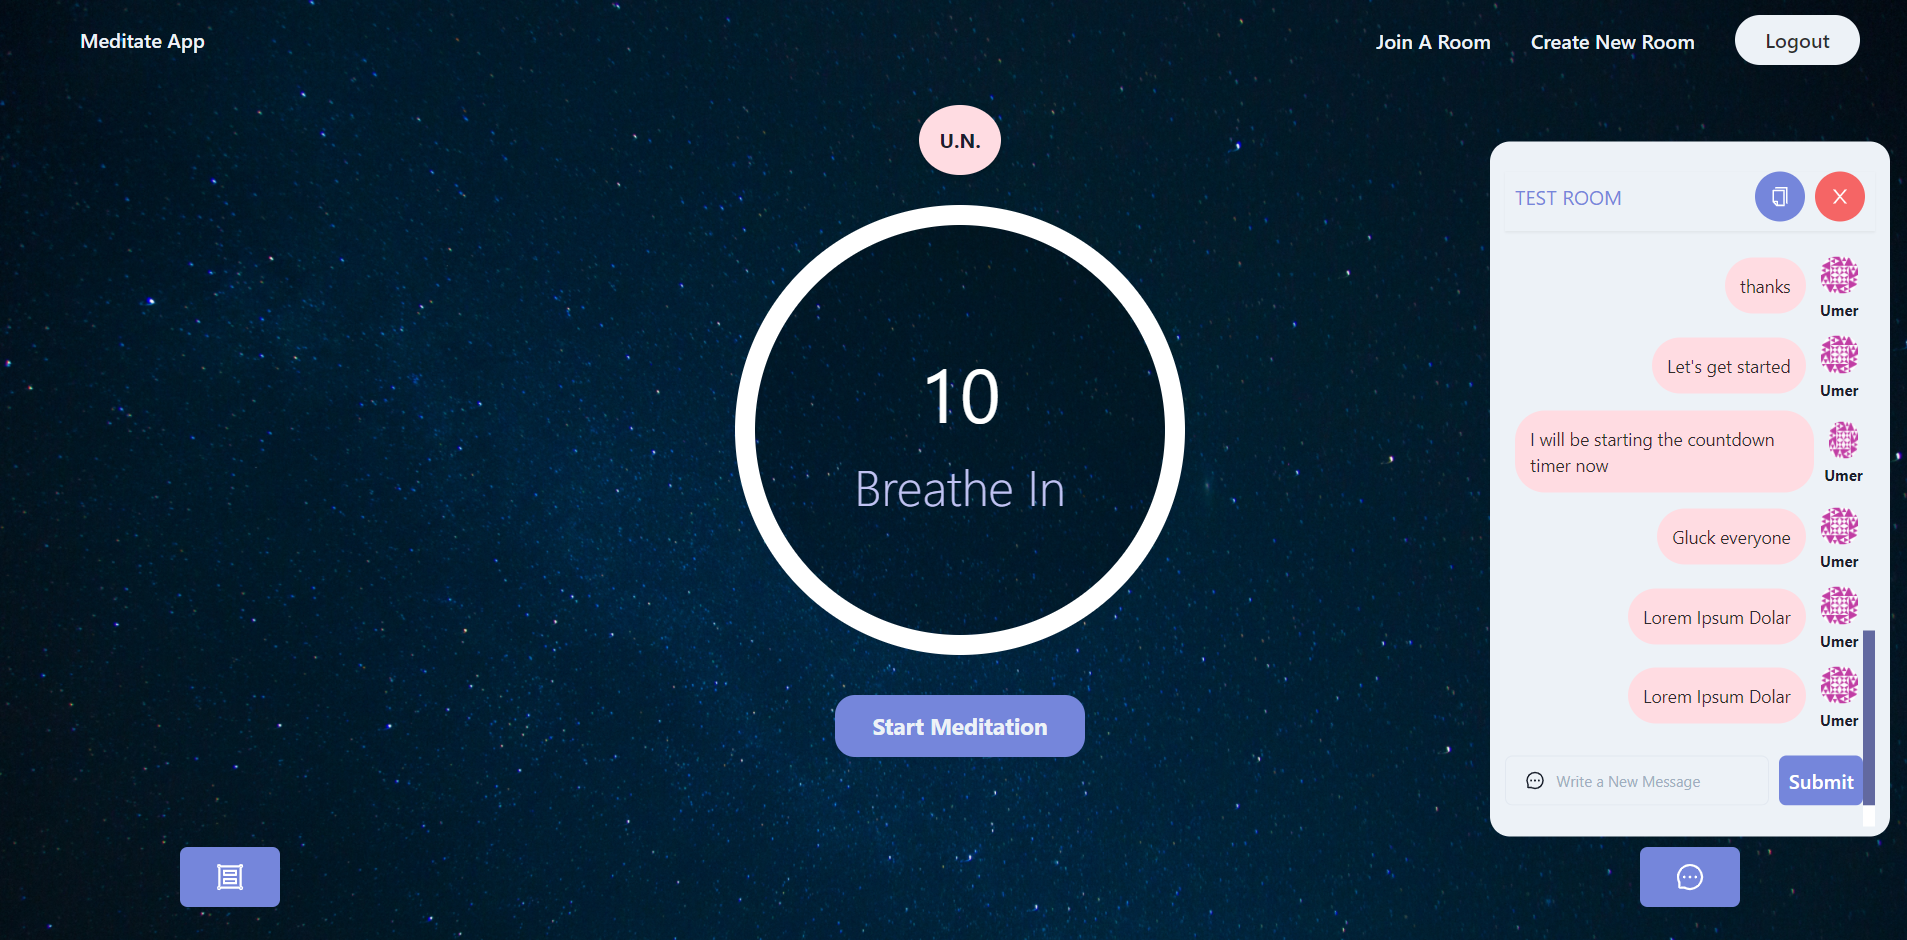 Meditate App
Join A Room
Create New Room
Logout
U.N.
10
Breathe In
Start Meditation
TEST ROOM
thanks
Umer
Let's get started
Umer
I will be starting the countdown
timer now
Umer
Gluck everyone
Umer
Lorem Ipsum Dolar
Umer
Lorem Ipsum Dolar
Umer
Write a New Message
Submit